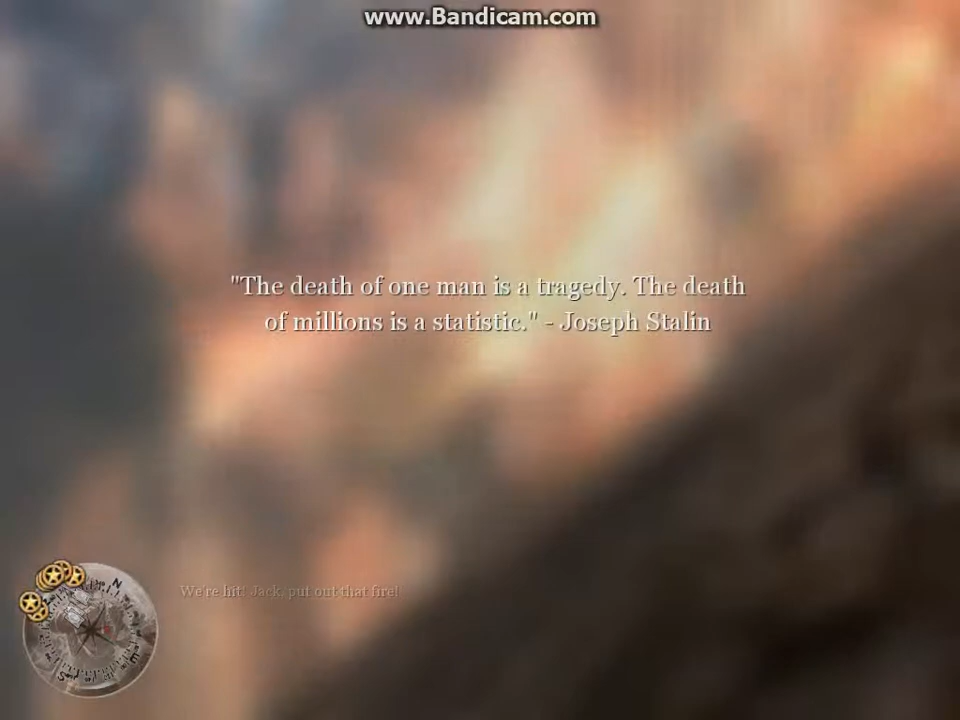 www.Bandicam.com
"The death of one man is a tragedy. The death
of millions is a statistic." - Joseph Stalin
We're hit! Jack, put out that fire!
N
E
S